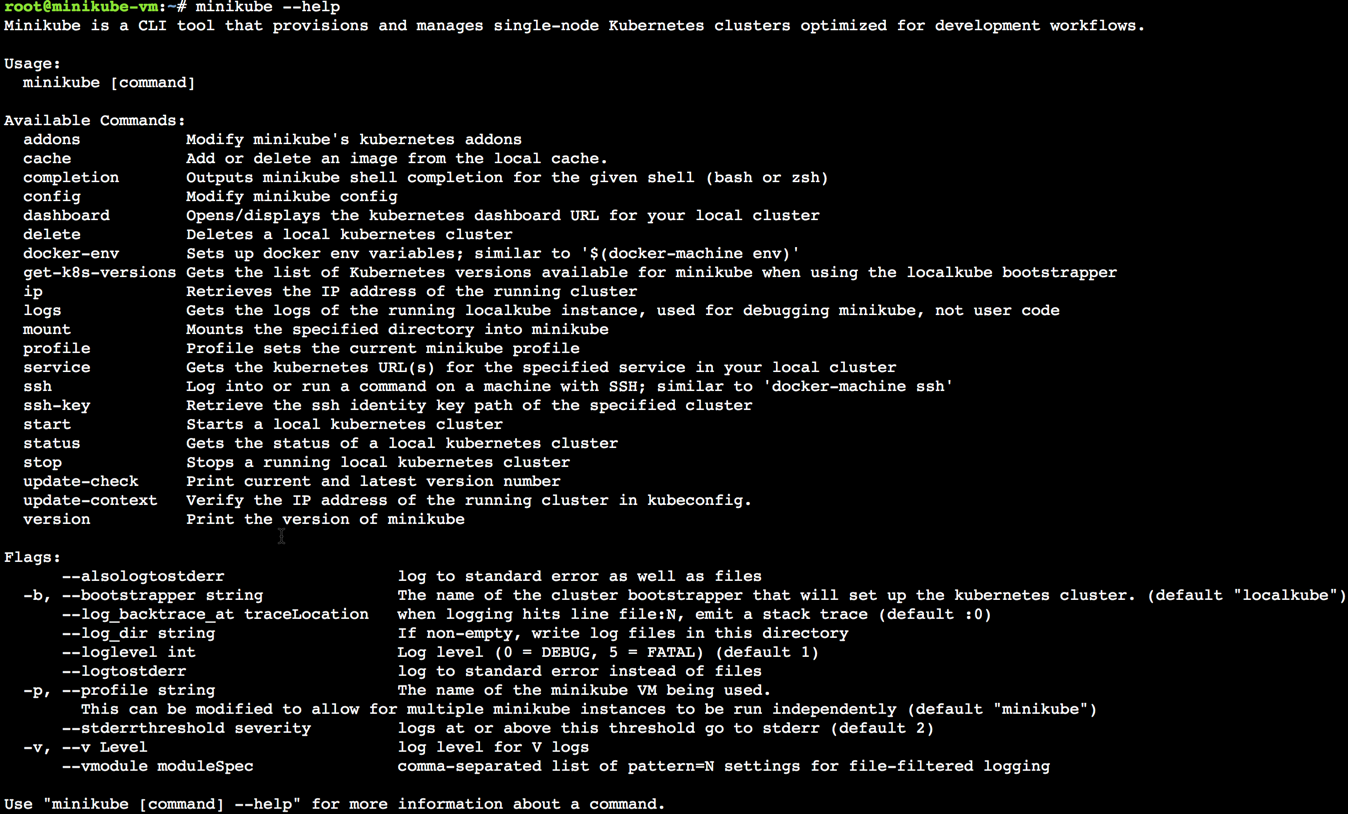 root@minikube-vm:~# minikube --help
Minikube is a CLI tool that provisions and manages single-node Kubernetes clusters optimized for development workflows.

Usage:
  minikube [command]

Available Commands:
  addons           Modify minikube's kubernetes addons
  cache            Add or delete an image from the local cache.
  completion       Outputs minikube shell completion for the given shell (bash or zsh)
  config           Modify minikube config
  dashboard        Opens/displays the kubernetes dashboard URL for your local cluster
  delete           Deletes a local kubernetes cluster
  docker-env       Sets up docker env variables; similar to '$(docker-machine env)'
  get-k8s-versions Gets the list of Kubernetes versions available for minikube when using the localkube bootstrapper
  ip               Retrieves the IP address of the running cluster
  logs             Gets the logs of the running localkube instance, used for debugging minikube, not user code
  mount            Mounts the specified directory into minikube
  profile          Profile sets the current minikube profile
  service          Gets the kubernetes URL(s) for the specified service in your local cluster
  ssh              Log into or run a command on a machine with SSH; similar to 'docker-machine ssh'
  ssh-key          Retrieve the ssh identity key path of the specified cluster
  start            Starts a local kubernetes cluster
  status           Gets the status of a local kubernetes cluster
  stop             Stops a running local kubernetes cluster
  update-check     Print current and latest version number
  update-context   Verify the IP address of the running cluster in kubeconfig.
  version          Print the version of minikube

Flags:
      --alsologtostderr                  log to standard error as well as files
  -b, --bootstrapper string              The name of the cluster bootstrapper that will set up the kubernetes cluster. (default "localkube")
      --log_backtrace_at traceLocation   when logging hits line file:N, emit a stack trace (default :0)
      --log_dir string                   If non-empty, write log files in this directory
      --loglevel int                     Log level (0 = DEBUG, 5 = FATAL) (default 1)
      --logtostderr                      log to standard error instead of files
  -p, --profile string                   The name of the minikube VM being used.
        This can be modified to allow for multiple minikube instances to be run independently (default "minikube")
      --stderrthreshold severity         logs at or above this threshold go to stderr (default 2)
  -v, --v Level                          log level for V logs
      --vmodule moduleSpec               comma-separated list of pattern=N settings for file-filtered logging

Use "minikube [command] --help" for more information about a command.